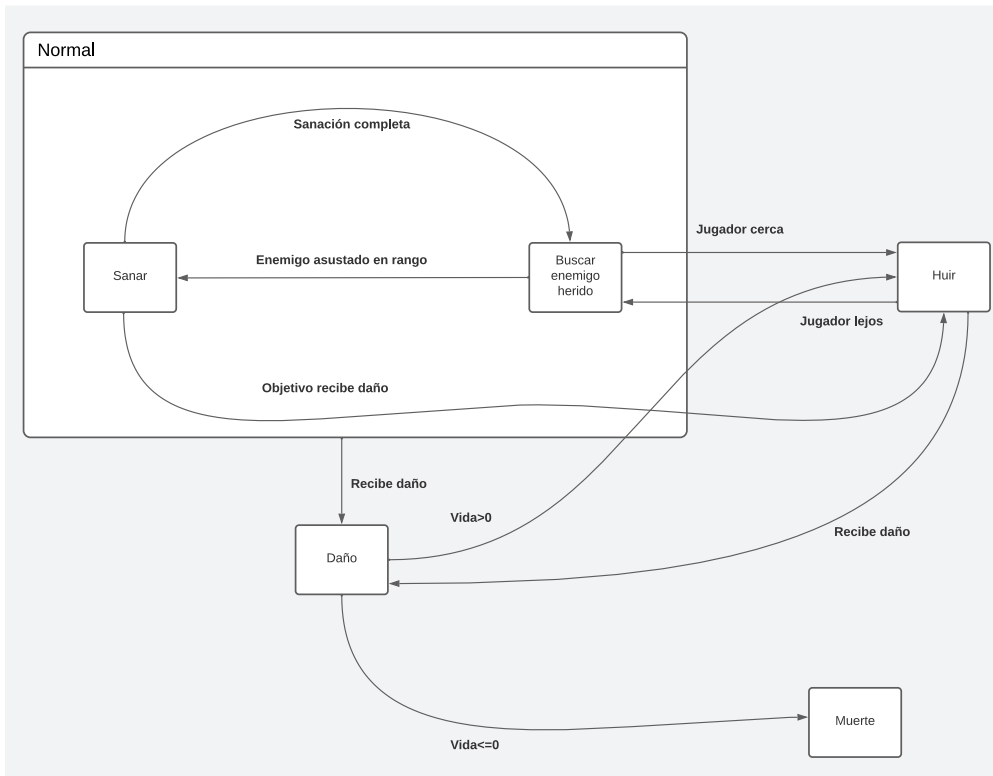 Normal
Sanación completa
Jugador cerca
Enemigo asustado en rango
Sanar
Buscar
enemigo
herido
Huir
Jugador lejos
Objetivo recibe daño
Recibe daño
Vida>0
Recibe daño
Daño
Muerte
Vida<=0